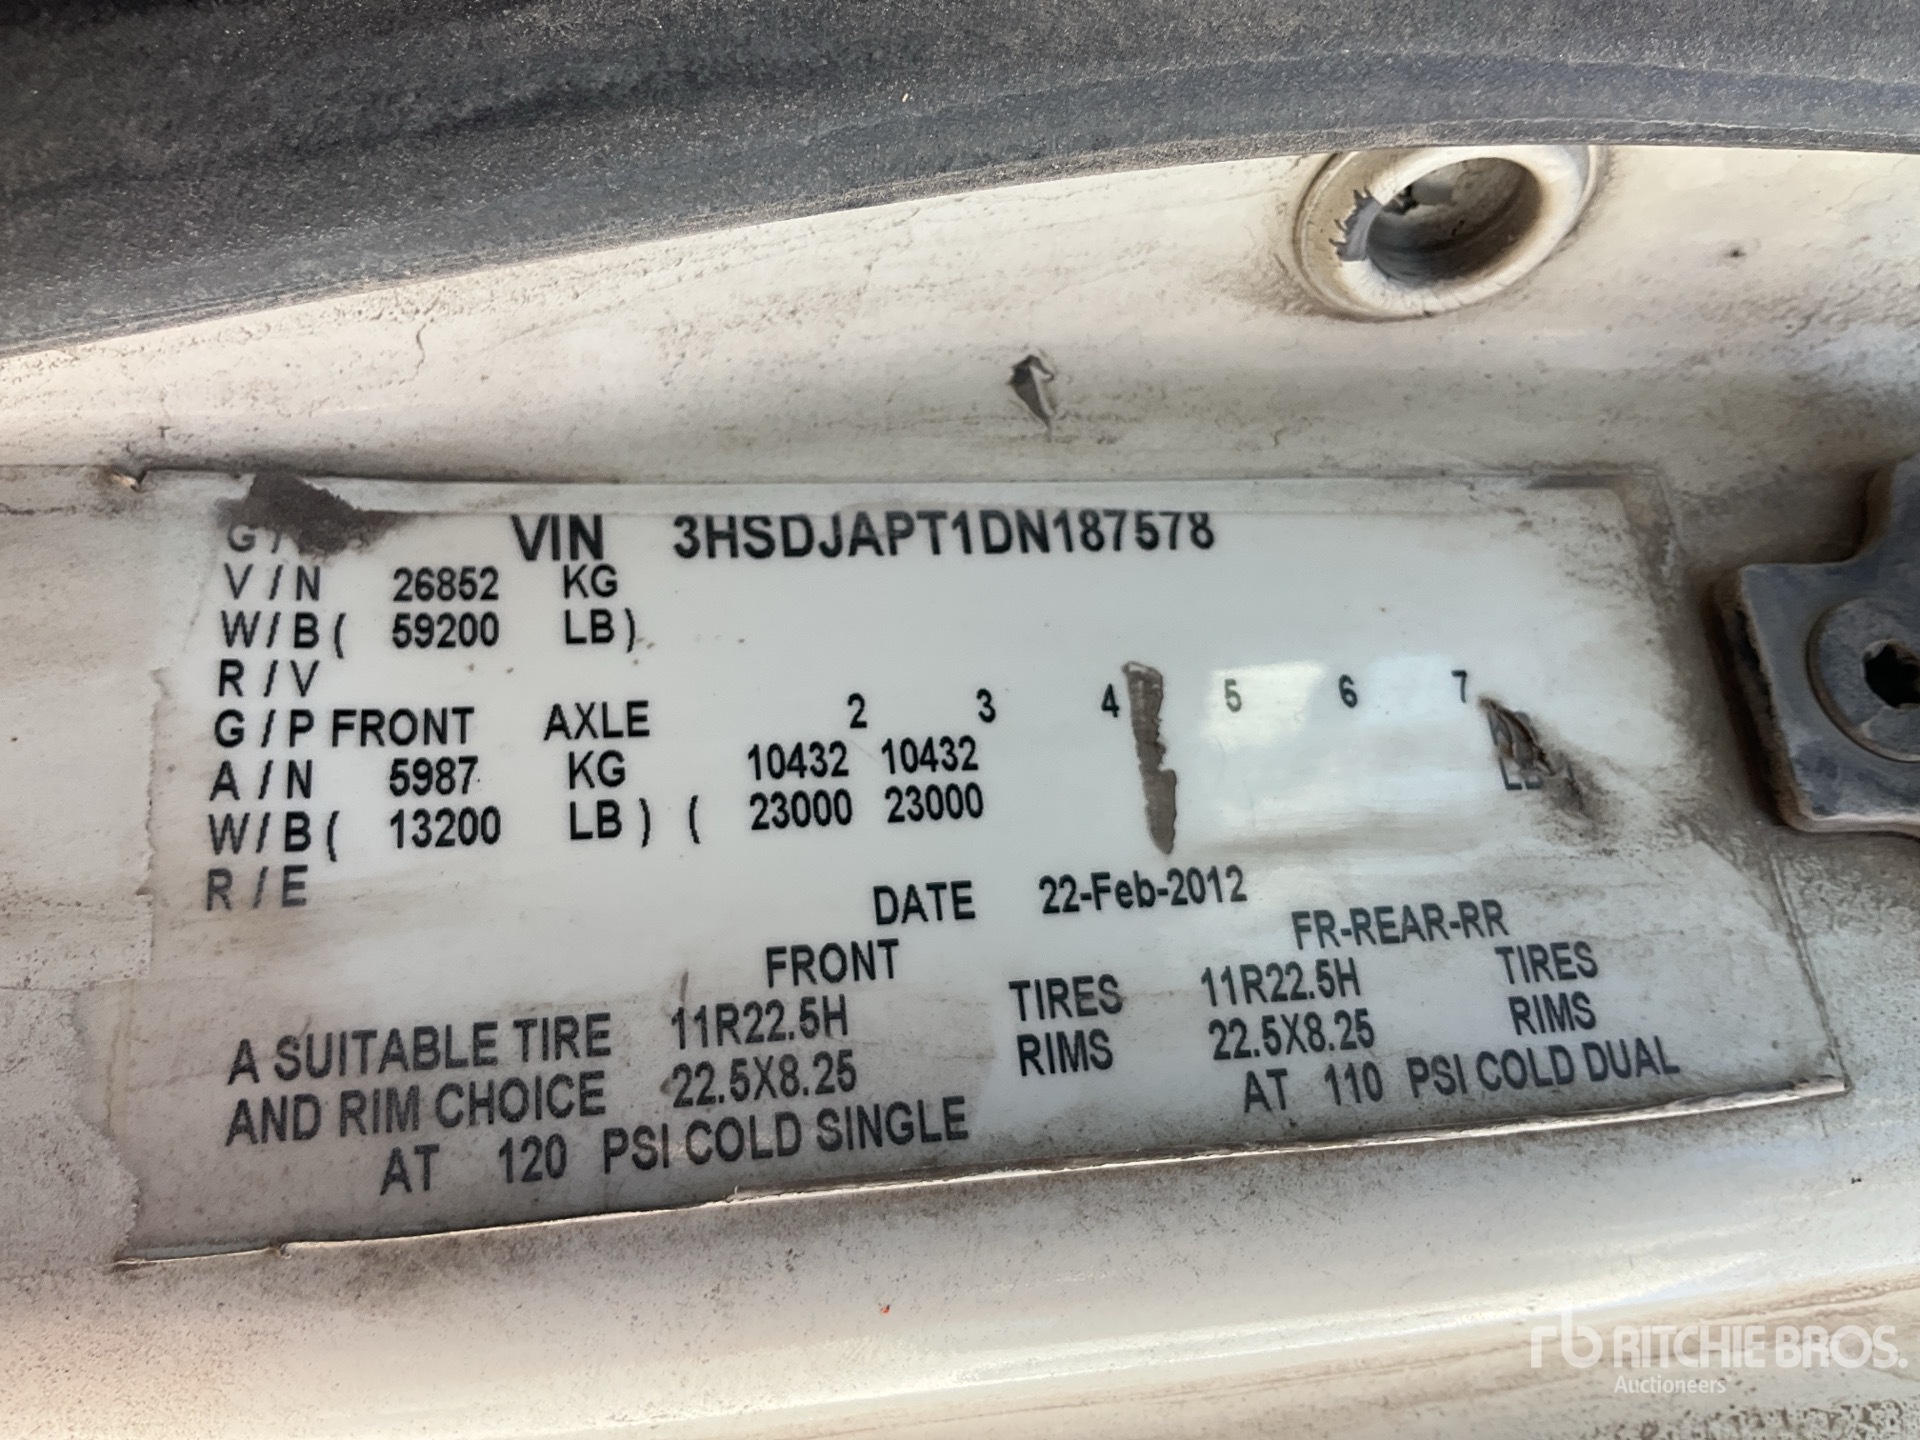 G / VIN 3HSDJAPT1DN187578
V / N 26852 KG
W / B ( 59200 LB )
R / V
G / P FRONT AXLE 2 3 4 5 6 7
A / N 5987 KG 10432 10432
W / B ( 13200 LB ) ( 23000 23000
R / E
DATE 22-Feb-2012
FRONT FR-REAR-RR
A SUITABLE TIRE 11R22.5H TIRES 11R22.5H TIRES
AND RIM CHOICE 22.5X8.25 RIMS 22.5X8.25 RIMS
AT 120 PSI COLD SINGLE AT 110 PSI COLD DUAL
rb RITCHIE BROS.
Auctioneers